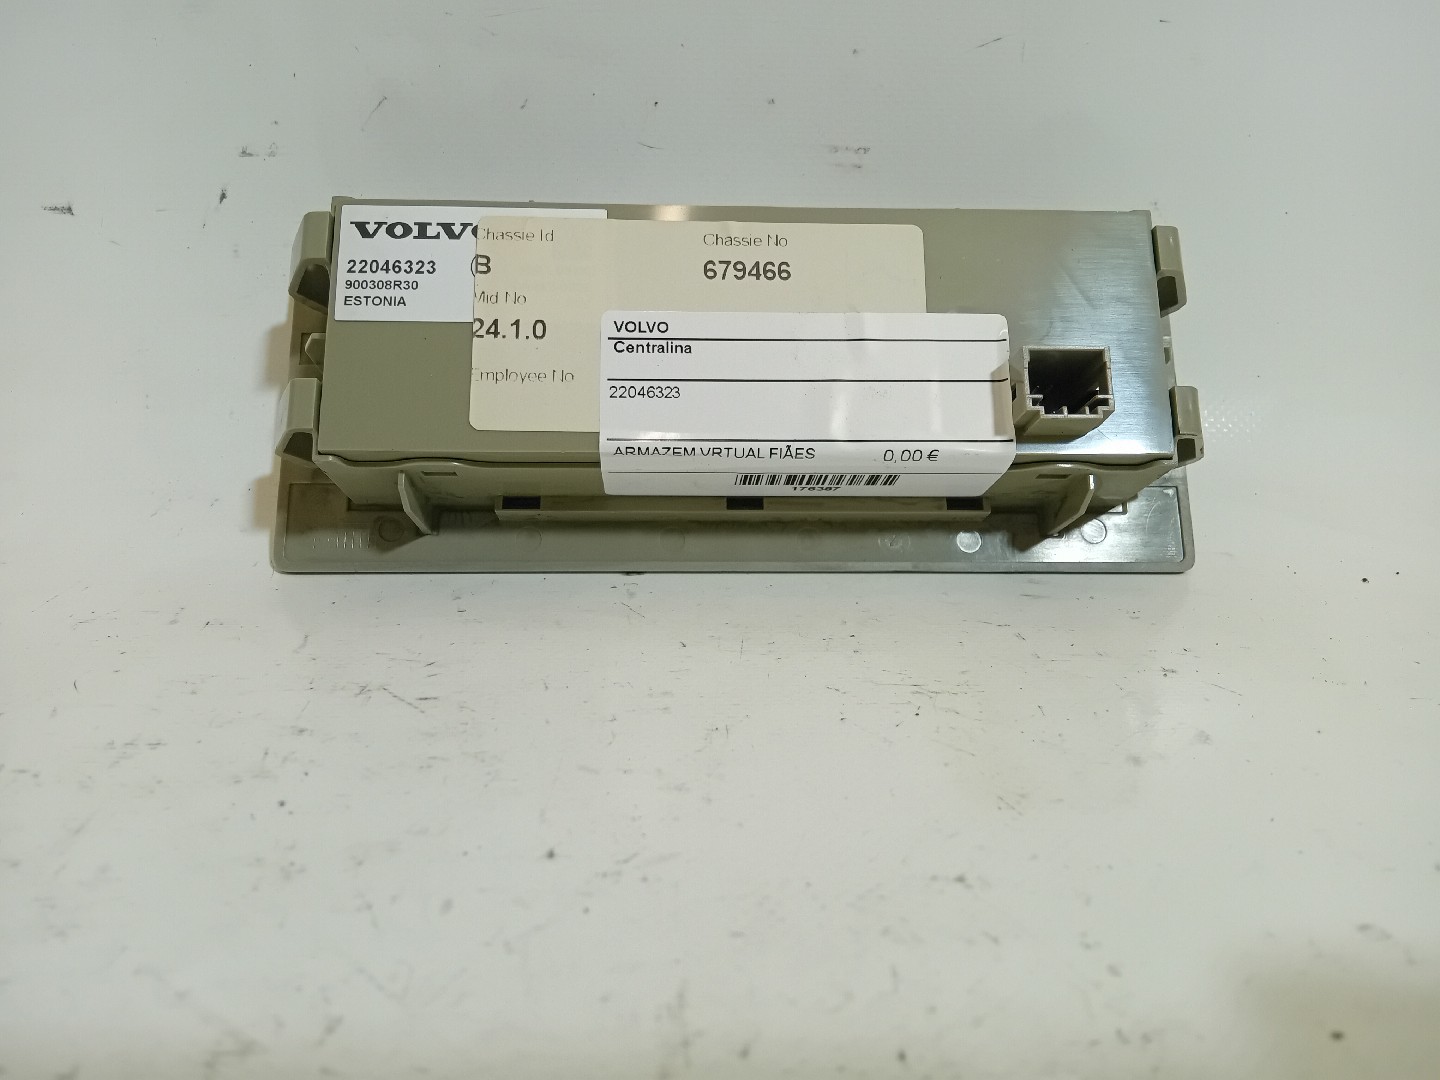 VOLVO
22046323
900308R30
ESTONIA
Chassie Id
Chassie No
B
679466
Mid No
24.1.0
Employee No
VOLVO
Centralina
22046323
ARMAZEM VRTUAL FIÃES 0,00 €
176387